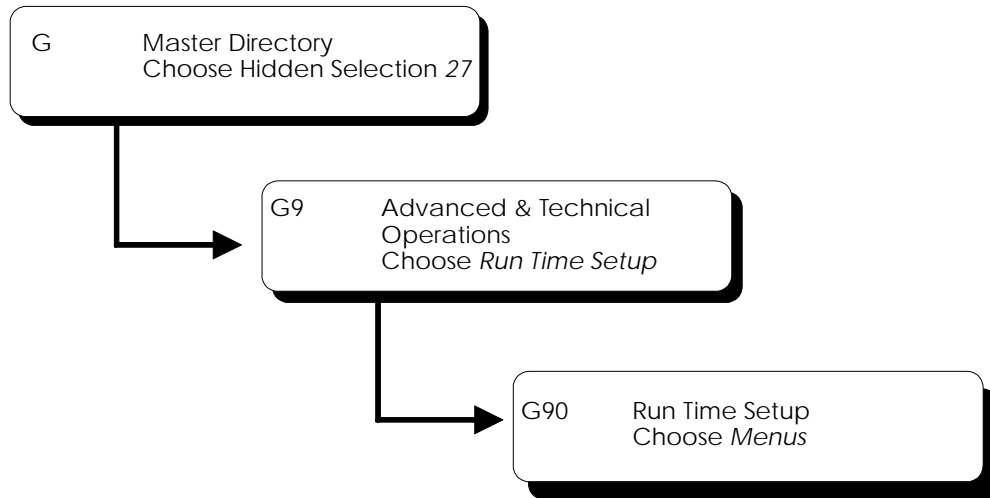 G Master Directory
Choose Hidden Selection 27
G9 Advanced & Technical
Operations
Choose Run Time Setup
G90 Run Time Setup
Choose Menus